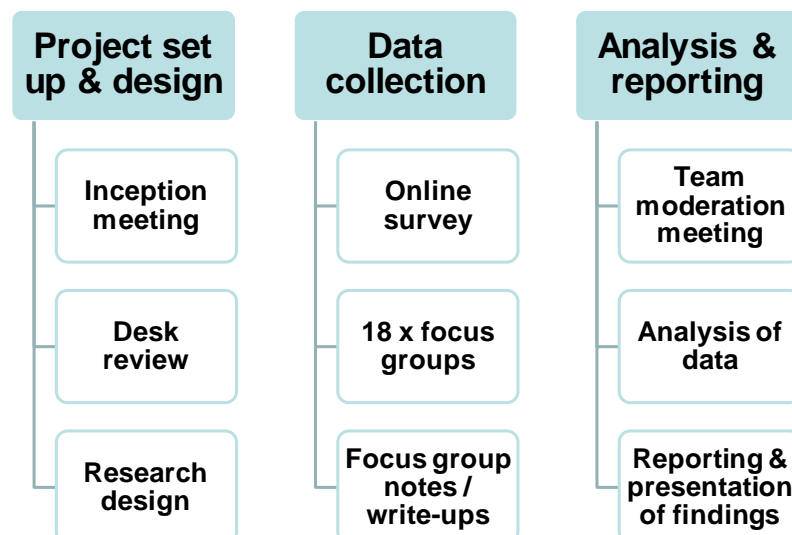 Project set
up & design
Inception
meeting
Desk
review
Research
design
Data
collection
Online
survey
18 x focus
groups
Focus group
notes /
write-ups
Analysis &
reporting
Team
moderation
meeting
Analysis of
data
Reporting &
presentation
of findings